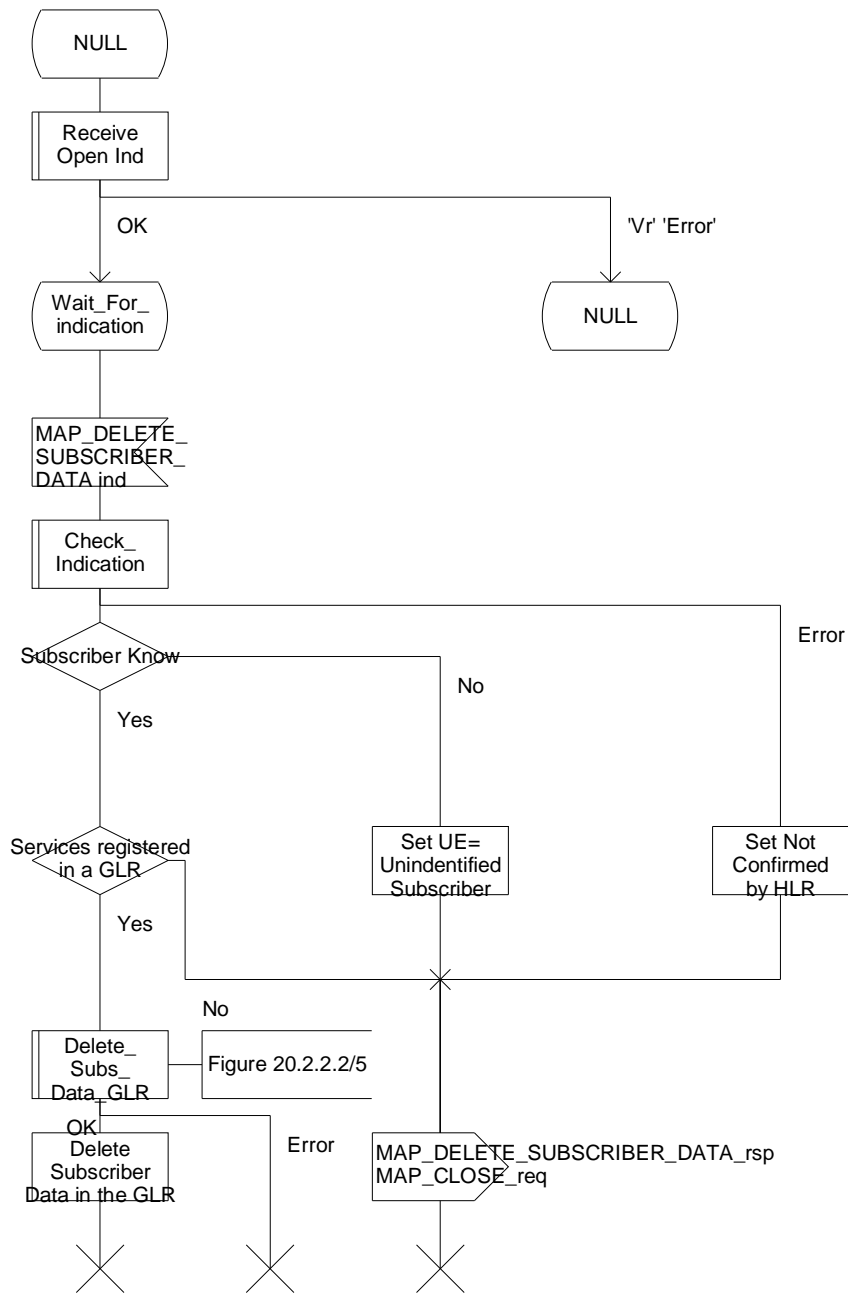 NULL
Receive
Open Ind
OK
'Vr' 'Error'
Wait_For_
indication
NULL
MAP_DELETE_
SUBSCRIBER_
DATA ind
Check_
Indication
Subscriber Know
Error
No
Yes
Services registered
in a GLR
Set UE=
Unindentified
Subscriber
Set Not
Confirmed
by HLR
Yes
No
Delete_
Subs_
Data_GLR
Figure 20.2.2.2/5
OK
Error
Delete
Subscriber
Data in the GLR
MAP_DELETE_SUBSCRIBER_DATA_rsp
MAP_CLOSE_req